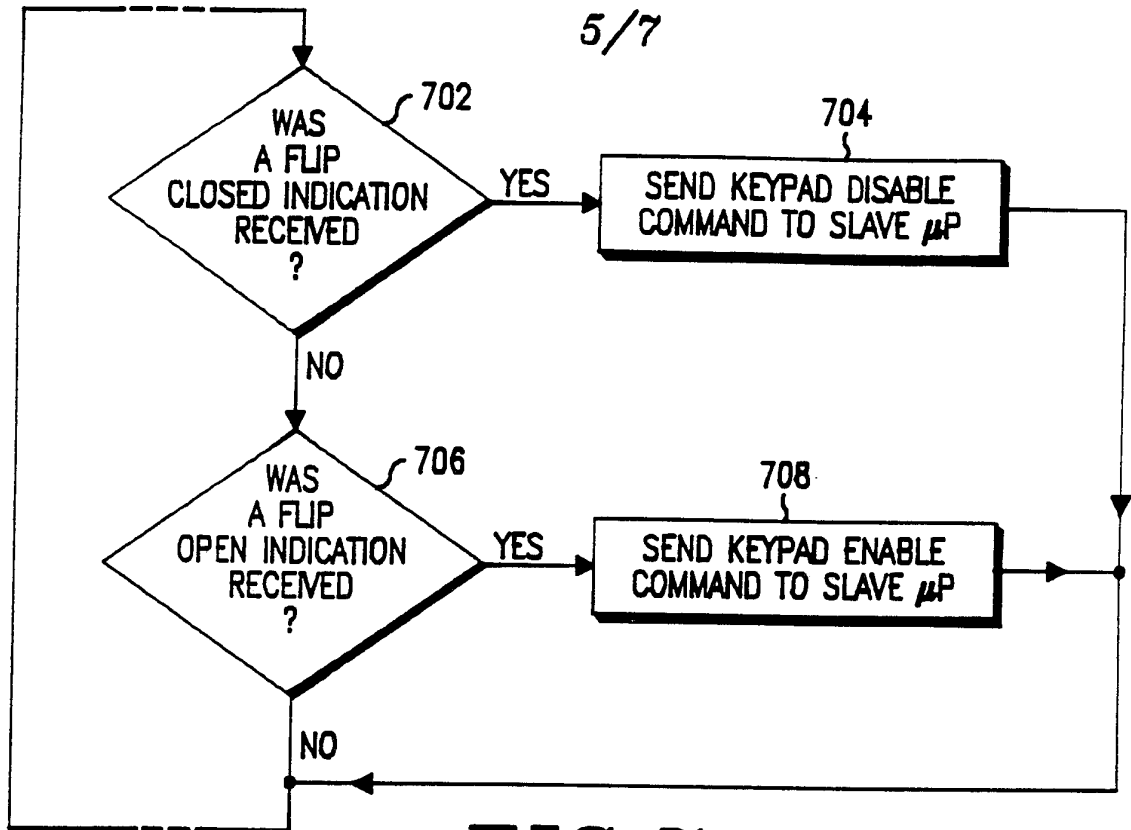 5/7
702
WAS
A FLIP
CLOSED INDICATION
RECEIVED
?
YES
704
SEND KEYPAD DISABLE
COMMAND TO SLAVE μP
NO
706
WAS
A FLIP
OPEN INDICATION
RECEIVED
?
YES
708
SEND KEYPAD ENABLE
COMMAND TO SLAVE μP
NO